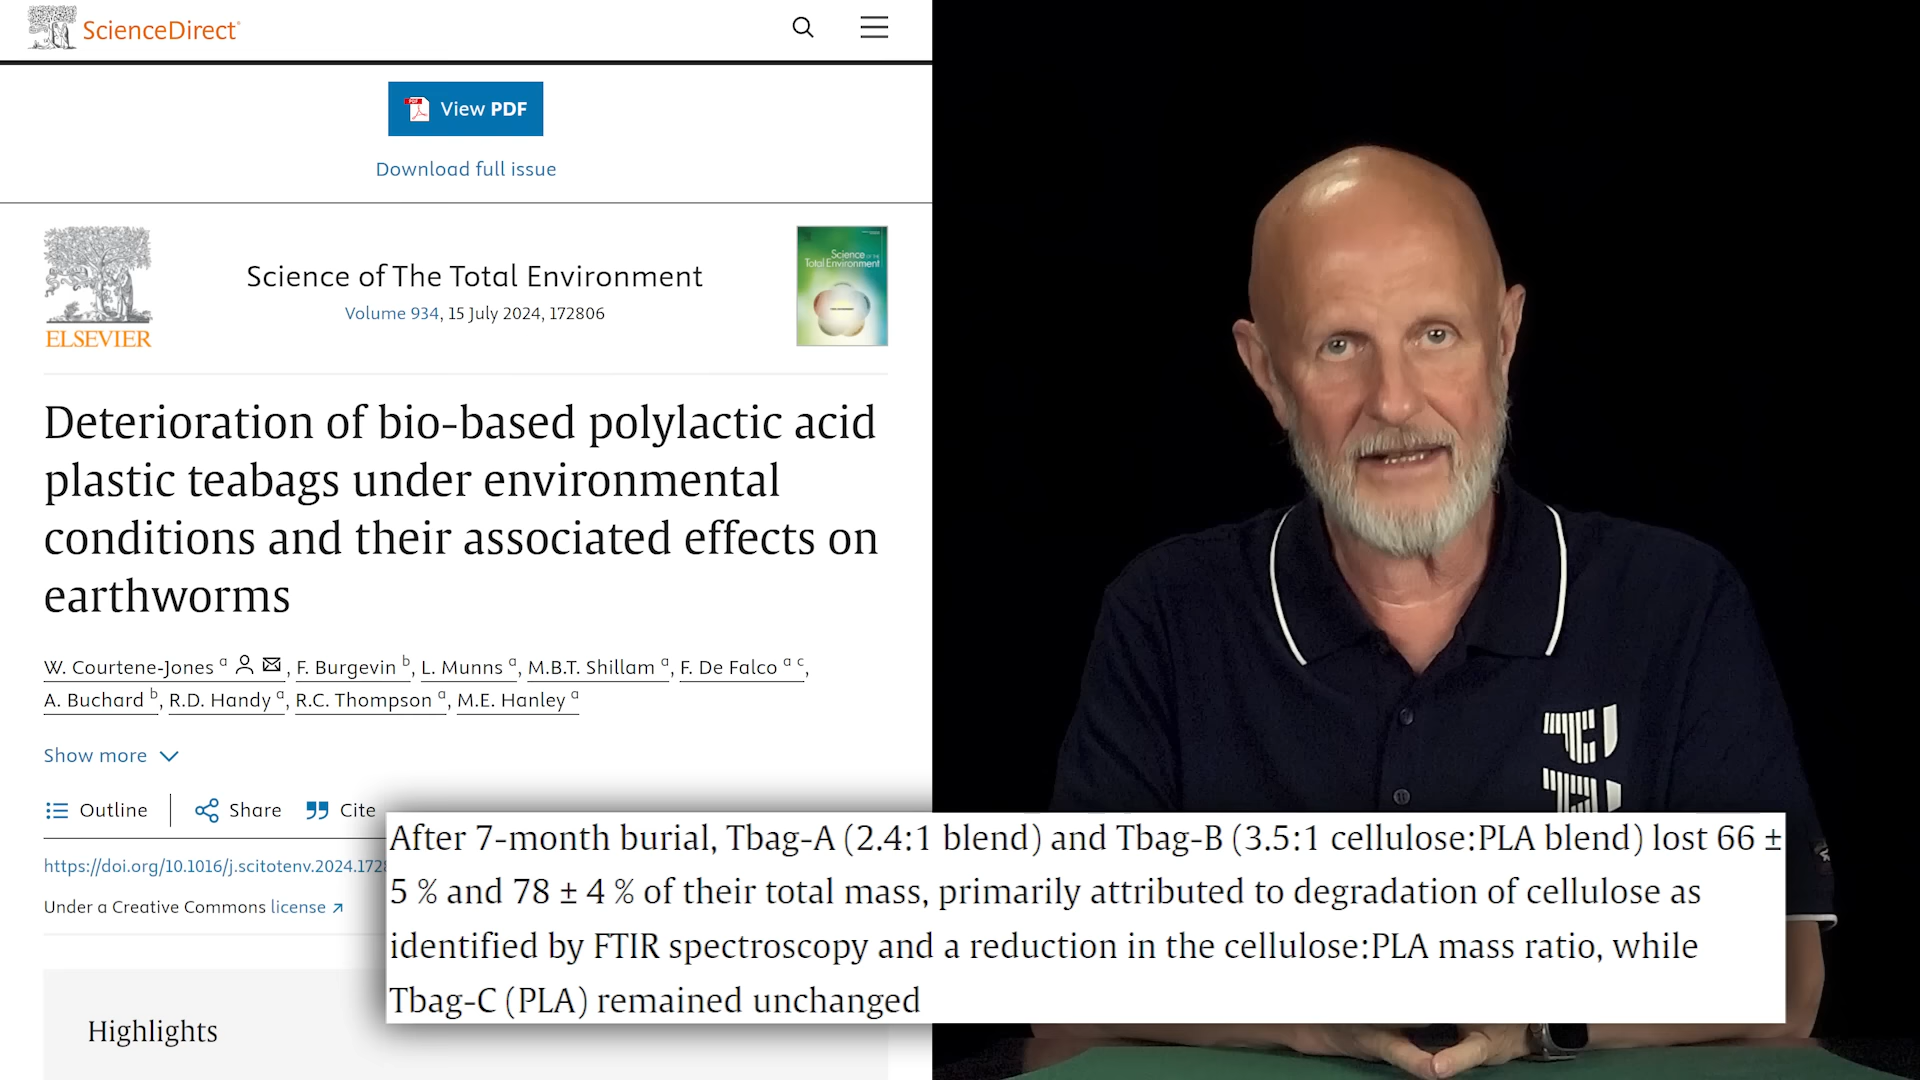 ScienceDirect
View PDF
Download full issue
ELSEVIER
Science of The Total Environment
Volume 934, 15 July 2024, 172806
Science OF THE
Total Environment
Deterioration of bio-based polylactic acid
plastic teabags under environmental
conditions and their associated effects on
earthworms
W. Courtene-Jones a, F. Burgevin b, L. Munns a, M.B.T. Shillam a, F. De Falco a c,
A. Buchard b, R.D. Handy a, R.C. Thompson a, M.E. Hanley a
Show more
Outline Share Cite
https://doi.org/10.1016/j.scitotenv.2024.1728
Under a Creative Commons license
Highlights
After 7-month burial, Tbag-A (2.4:1 blend) and Tbag-B (3.5:1 cellulose:PLA blend) lost 66 ±
5 % and 78 ± 4 % of their total mass, primarily attributed to degradation of cellulose as
identified by FTIR spectroscopy and a reduction in the cellulose:PLA mass ratio, while
Tbag-C (PLA) remained unchanged